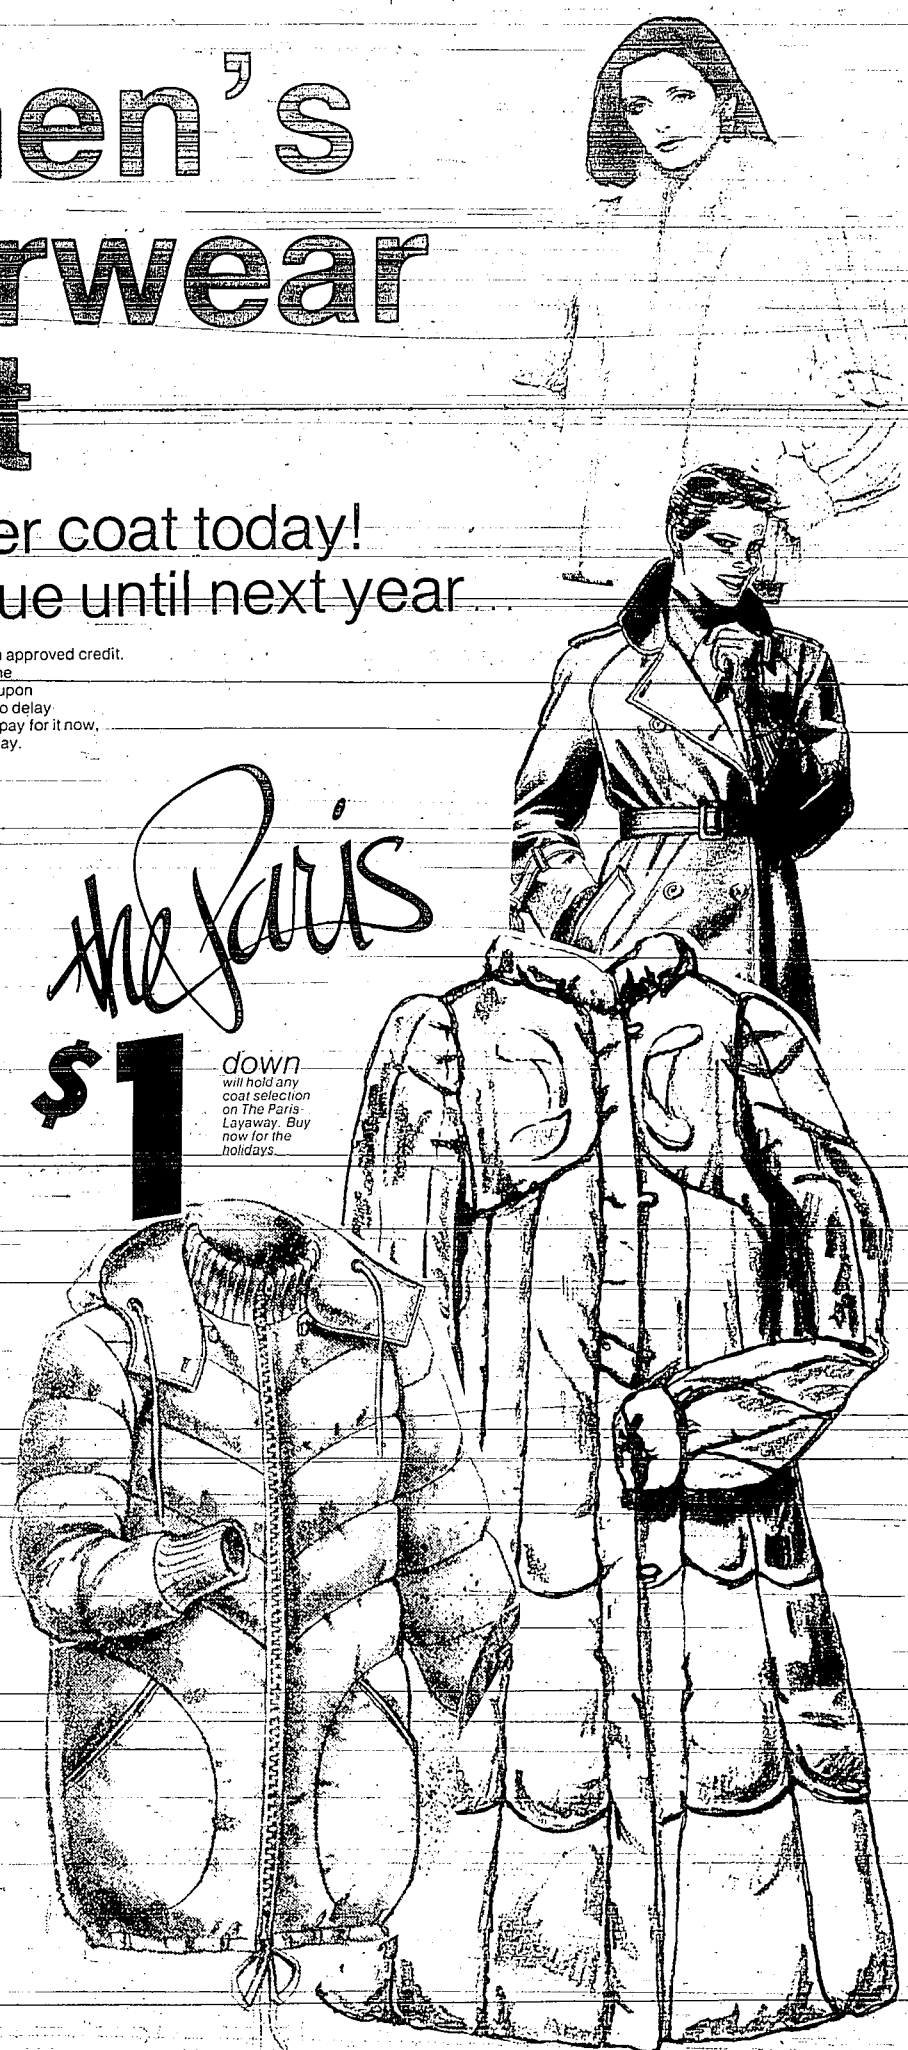 en's
rwear
t
er coat today!
ue until next year...
approved credit.
ne
upon
o delay
pay for it now,
ay.
the Paris
$1
down
will hold any
coat selection
on The Paris
Layaway. Buy
now for the
holidays.